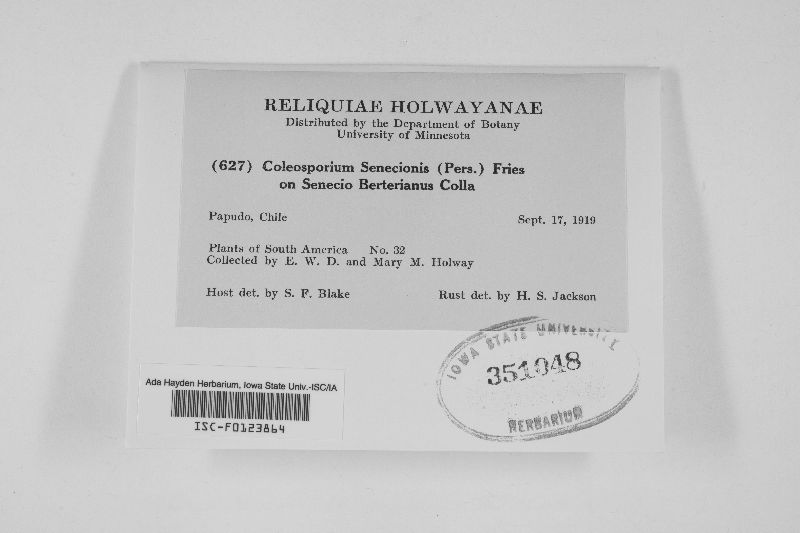 RELIQUIAE HOLWAYANAE
Distributed by the Department of Botany
University of Minnesota
(627) Coleosporium Senecionis (Pers.) Fries
on Senecio Berterianus Colla
Papudo, Chile Sept. 17, 1919
Plants of South America No. 32
Collected by E. W. D. and Mary M. Holway
Host det. by S. F. Blake Rust det. by H. S. Jackson
IOWA STATE UNIVERSITY
351048
HERBARIUM
Ada Hayden Herbarium, Iowa State Univ.-ISC/IA
ISC-F0123864